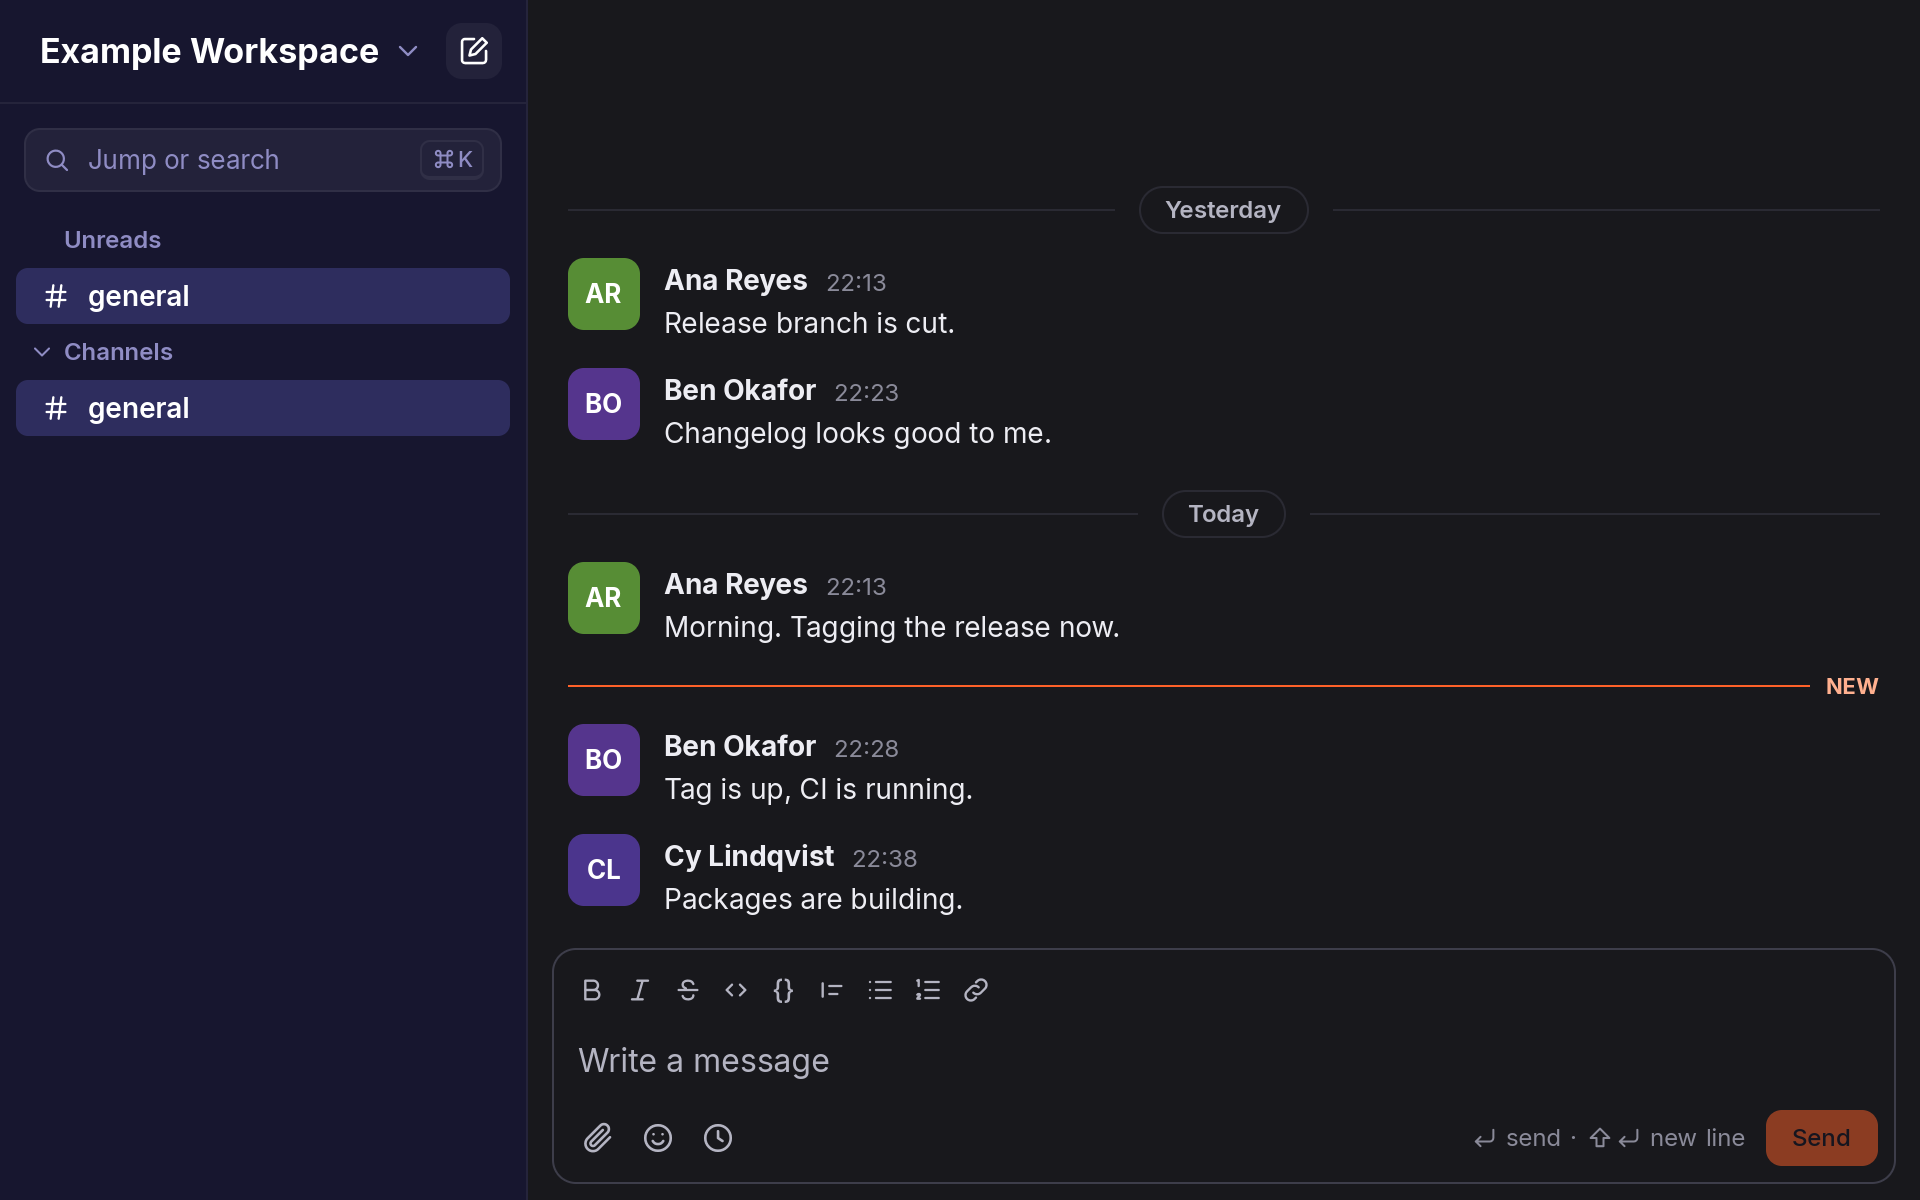 Example Workspace
Jump or search ⌘K
Unreads
# general
Channels
# general
Yesterday
AR Ana Reyes 22:13
Release branch is cut.
BO Ben Okafor 22:23
Changelog looks good to me.
Today
AR Ana Reyes 22:13
Morning. Tagging the release now.
NEW
BO Ben Okafor 22:28
Tag is up, CI is running.
CL Cy Lindqvist 22:38
Packages are building.
Write a message
send · new line Send